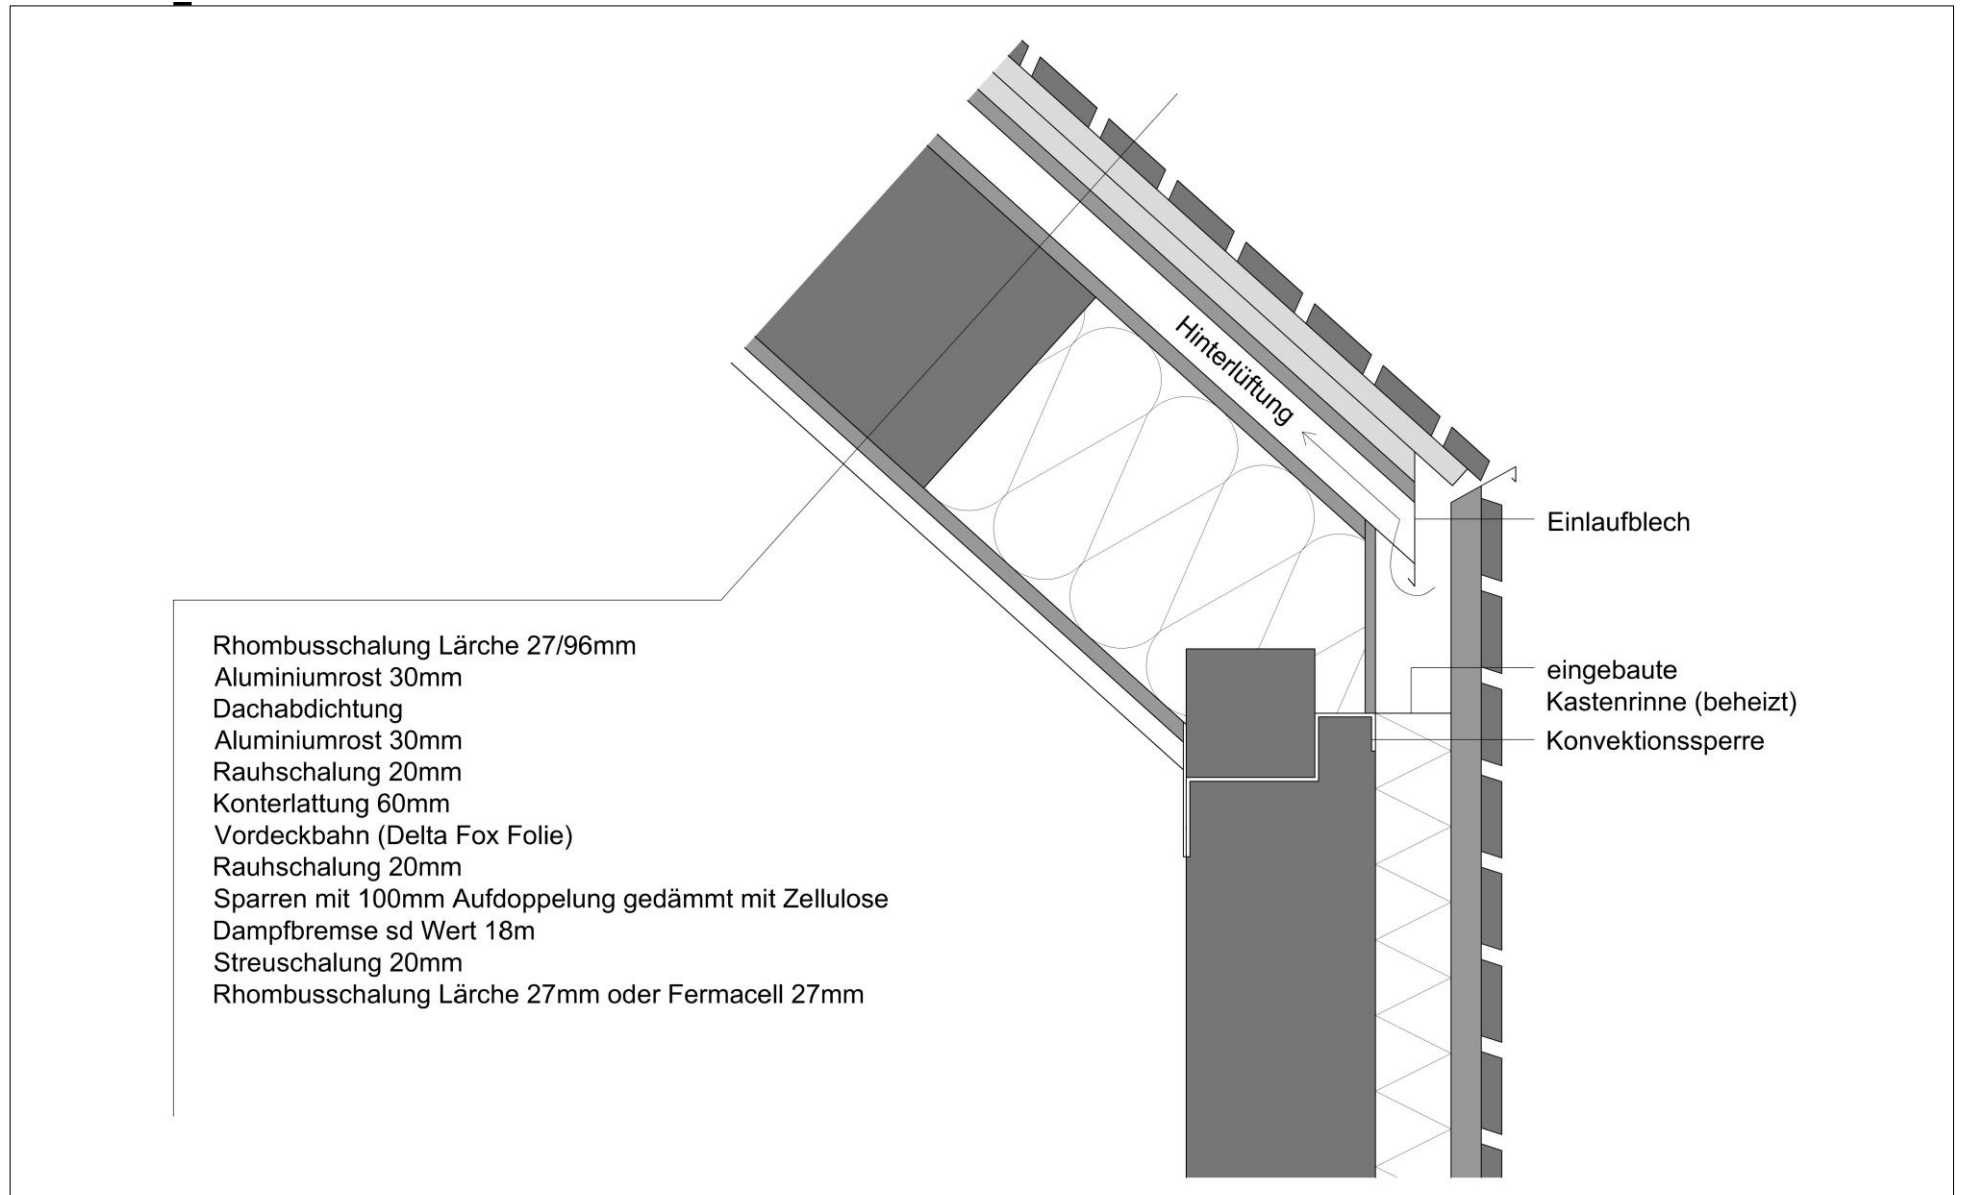 Hinterlüftung
Einlaufblech
eingebaute
Kastenrinne (beheizt)
Konvektionssperre
Rhombusschalung Lärche 27/96mm
Aluminiumrost 30mm
Dachabdichtung
Aluminiumrost 30mm
Rauhschalung 20mm
Konterlattung 60mm
Vordeckbahn (Delta Fox Folie)
Rauhschalung 20mm
Sparren mit 100mm Aufdoppelung gedämmt mit Zellulose
Dampfbremse sd Wert 18m
Streuschalung 20mm
Rhombusschalung Lärche 27mm oder Fermacell 27mm